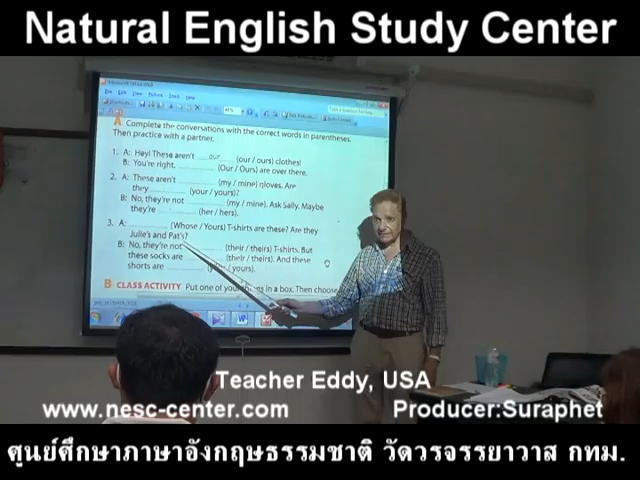 Natural English Study Center
A Complete the conversations with the correct words in parentheses.
Then practice with a partner.
1. A: Hey! These aren't our (our / ours) clothes!
B: You're right. (Our / Ours) are over there.
2. A: These aren't (my / mine) gloves. Are
they (your / yours)?
B: No, they're not (my / mine). Ask Sally. Maybe
they're (her / hers).
3. A: (Whose / Yours) T-shirts are these? Are they
Julie's and Pat's?
B: No, they're not (their / theirs) T-shirts. But
these socks are (their / theirs). And these
shorts are (your / yours).
B CLASS ACTIVITY Put one of your things in a box. Then choose
Teacher Eddy, USA
www.nesc-center.com Producer:Suraphet
ศูนย์ศึกษาภาษาอังกฤษธรรมชาติ วัดวรจรรยาวาส กทม.